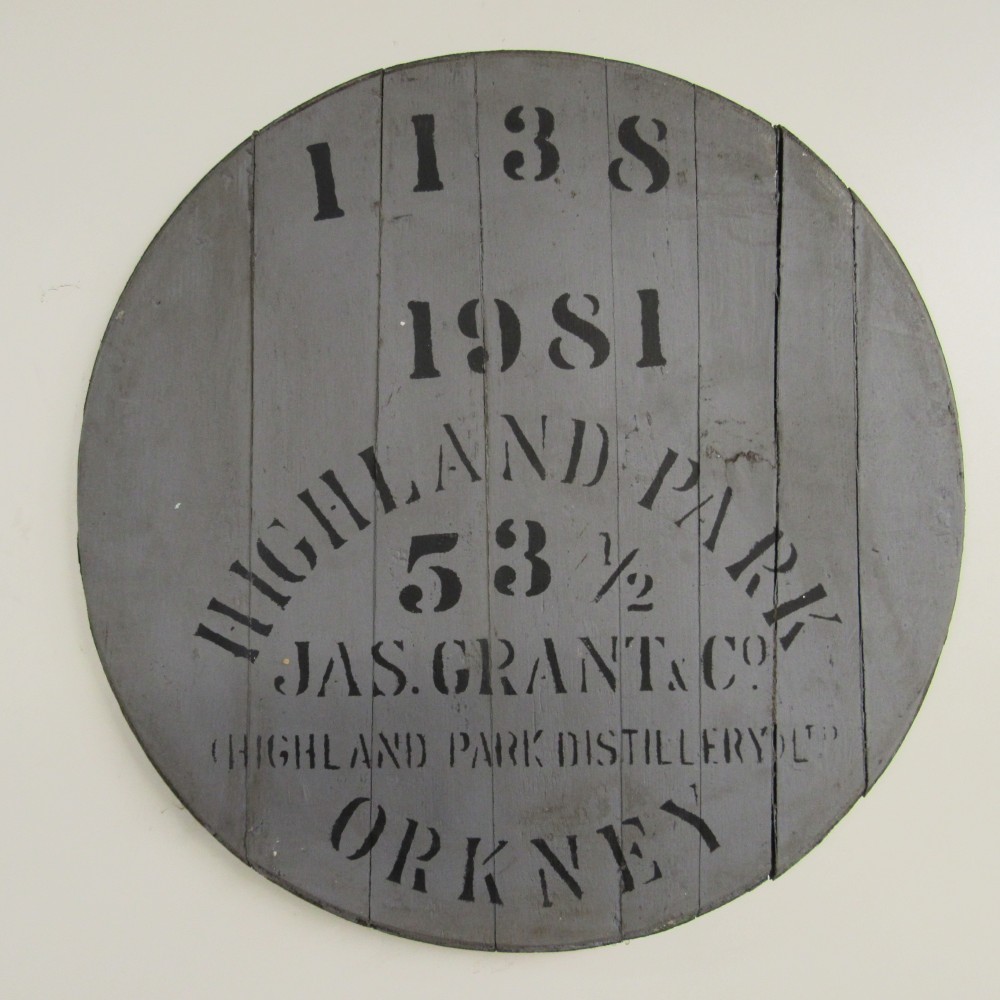 1138
1981
HIGHLAND PARK
53 1/2
JAS. GRANT & Co.
(HIGHLAND PARK DISTILLERY) LTD
ORKNEY